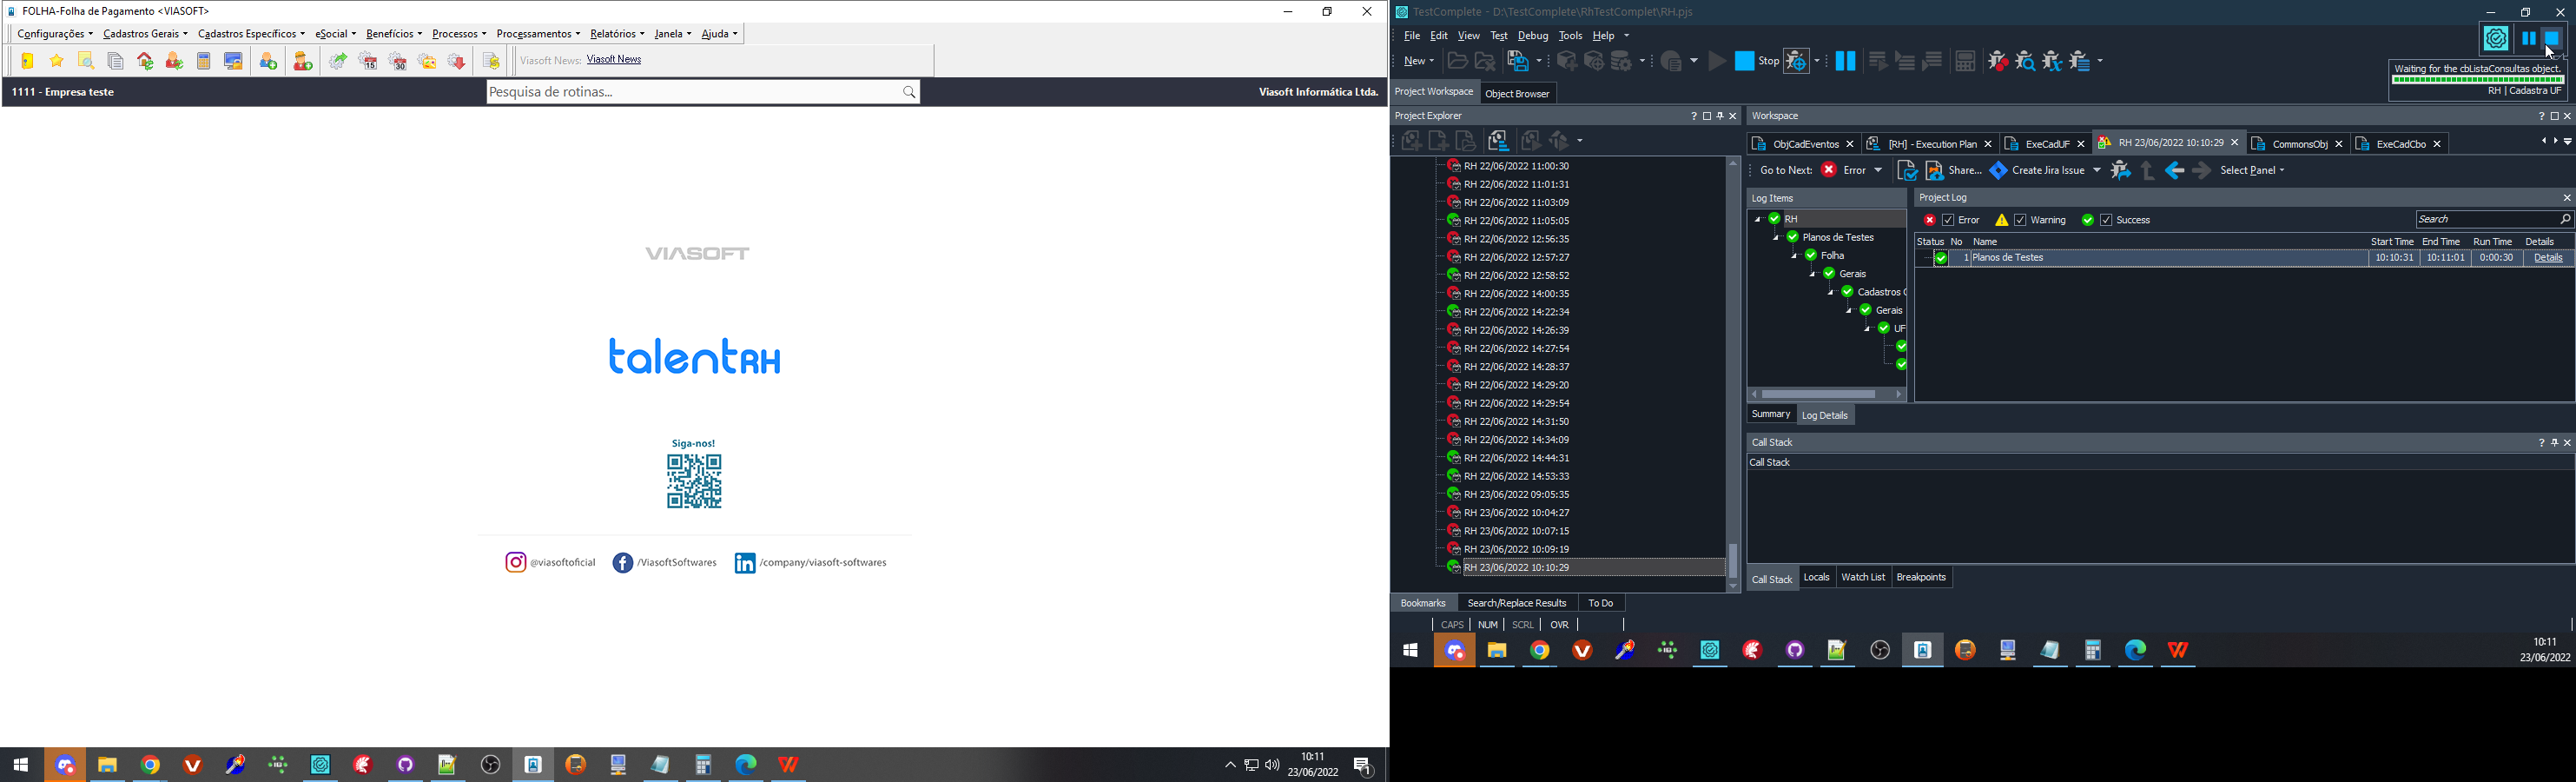 FOLHA-Folha de Pagamento <VIASOFT>
Configurações Cadastros Gerais Cadastros Específicos eSocial Benefícios Processos Processamentos Relatórios Janela Ajuda
15 30 Viasoft News: Viasoft News
1111 - Empresa teste Pesquisa de rotinas... Viasoft Informática Ltda.
VIASOFT
talentRH
Siga-nos!
@viasoftoficial /ViasoftSoftwares /company/viasoft-softwares
10:11
23/06/2022
1
TestComplete - D:\TestComplete\RhTestComplet\RH.pjs
File Edit View Test Debug Tools Help
New Stop
Waiting for the cbListaConsultas object.
RH | Cadastra UF
Project Workspace Object Browser
Project Explorer
RH 22/06/2022 11:00:30
RH 22/06/2022 11:01:31
RH 22/06/2022 11:03:09
RH 22/06/2022 11:05:05
RH 22/06/2022 12:56:35
RH 22/06/2022 12:57:27
RH 22/06/2022 12:58:52
RH 22/06/2022 14:00:35
RH 22/06/2022 14:22:34
RH 22/06/2022 14:26:39
RH 22/06/2022 14:27:54
RH 22/06/2022 14:28:37
RH 22/06/2022 14:29:20
RH 22/06/2022 14:29:54
RH 22/06/2022 14:31:50
RH 22/06/2022 14:34:09
RH 22/06/2022 14:44:31
RH 22/06/2022 14:53:33
RH 23/06/2022 09:05:35
RH 23/06/2022 10:04:27
RH 23/06/2022 10:07:15
RH 23/06/2022 10:09:19
RH 23/06/2022 10:10:29
Bookmarks Search/Replace Results To Do
CAPS NUM SCRL OVR
Workspace
ObjCadEventos [RH] - Execution Plan ExeCadUF RH 23/06/2022 10:10:29 CommonsObj ExeCadCbo
Go to Next: Error Share... Create Jira Issue Select Panel
Log Items
RH
Planos de Testes
Folha
Gerais
Cadastros
Gerais
UF
Summary Log Details
Project Log
Error Warning Success Search
Status No Name Start Time End Time Run Time Details
1 Planos de Testes 10:10:31 10:11:01 0:00:30 Details
Call Stack
Call Stack
Call Stack Locals Watch List Breakpoints
10:11
23/06/2022